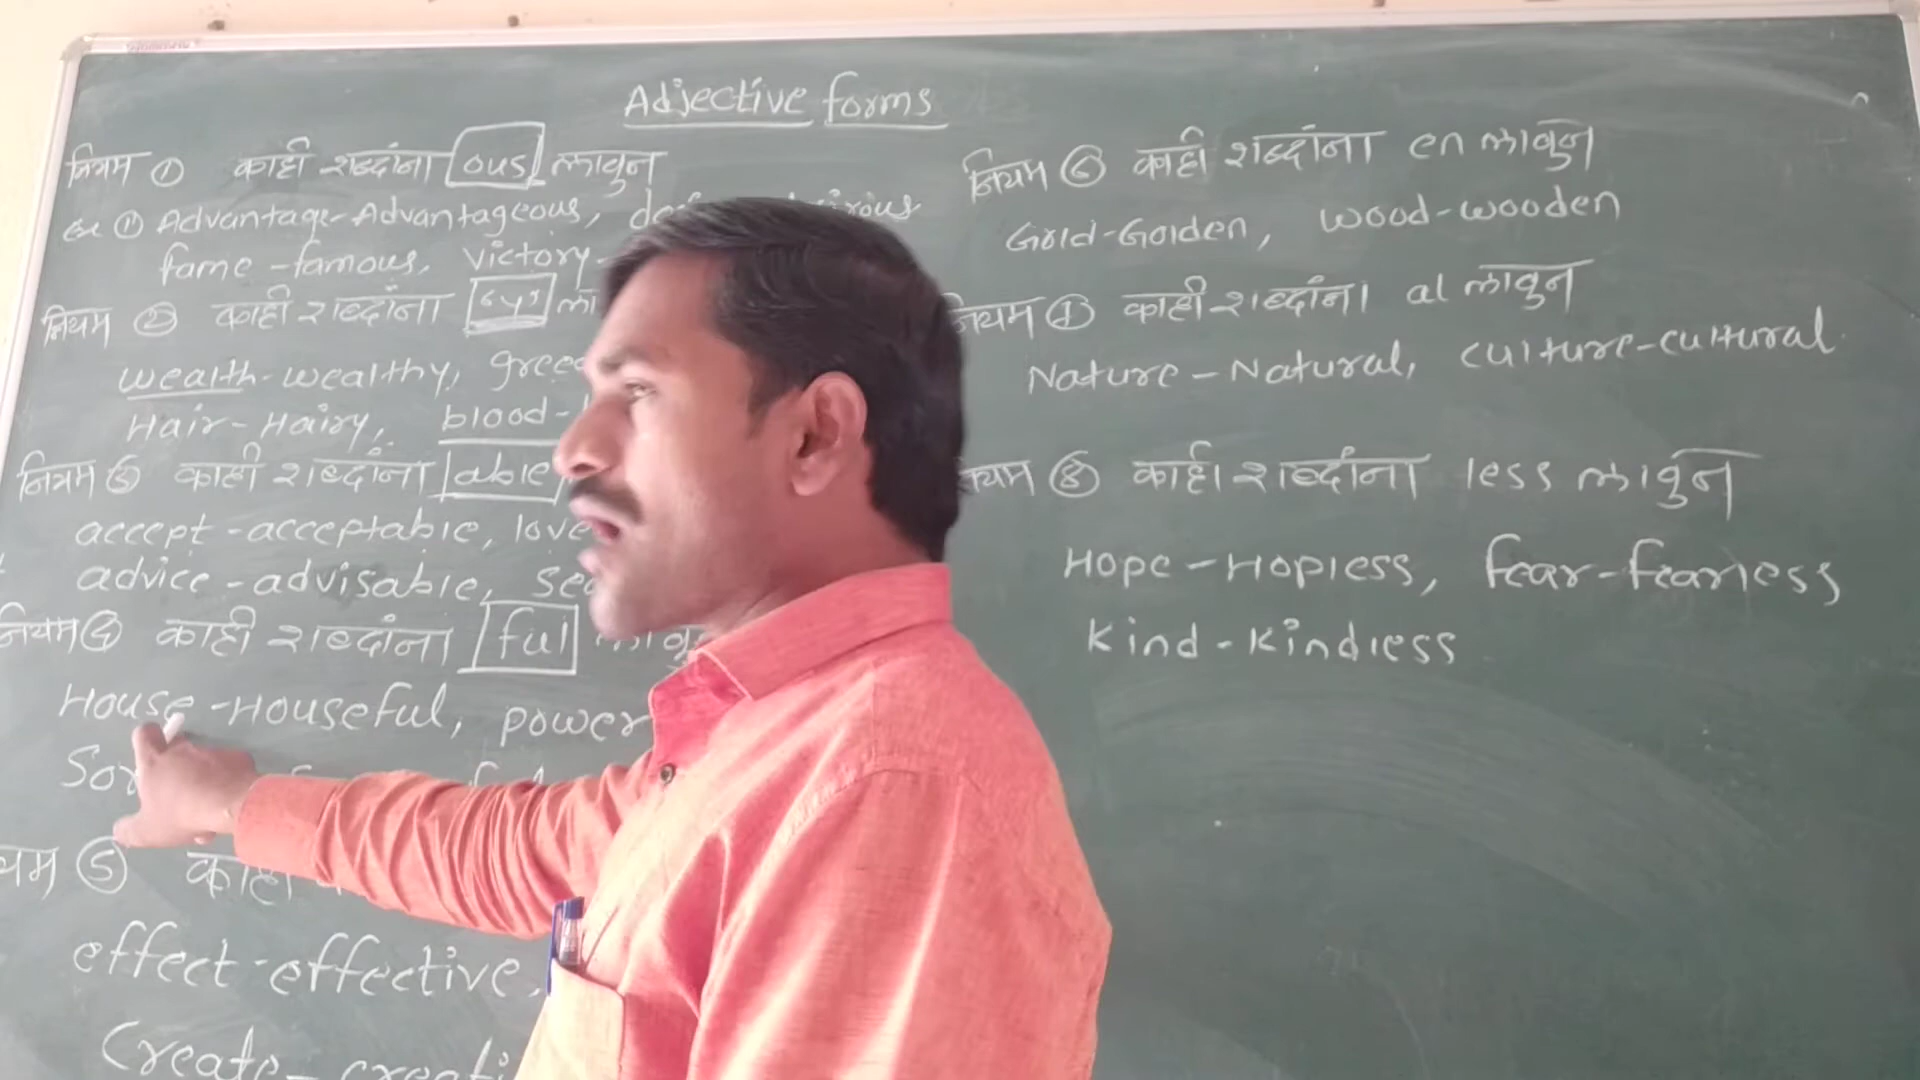 Adjective forms
नियम ① काही शब्दांना ous लावुन
Ex ① Advantage-Advantageous,
fame-famous, victory-
नियम ② काही शब्दांना 'y'
wealth-wealthy,
Hair-Hairy, blood-
नियम ③ काही शब्दांना able
accept-acceptable, love
advice-advisable,
नियम ④ काही शब्दांना ful
House-Houseful, power
नियम ⑤ काही
effect-effective,
Create-
नियम ⑥ काही शब्दांना en लावुन
Gold-Golden, wood-wooden
काही शब्दांना al लावुन
Nature-Natural, culture-cultural
⑧ काही शब्दांना less लावुन
Hope-Hopless, fear-fearless
Kind-Kindless